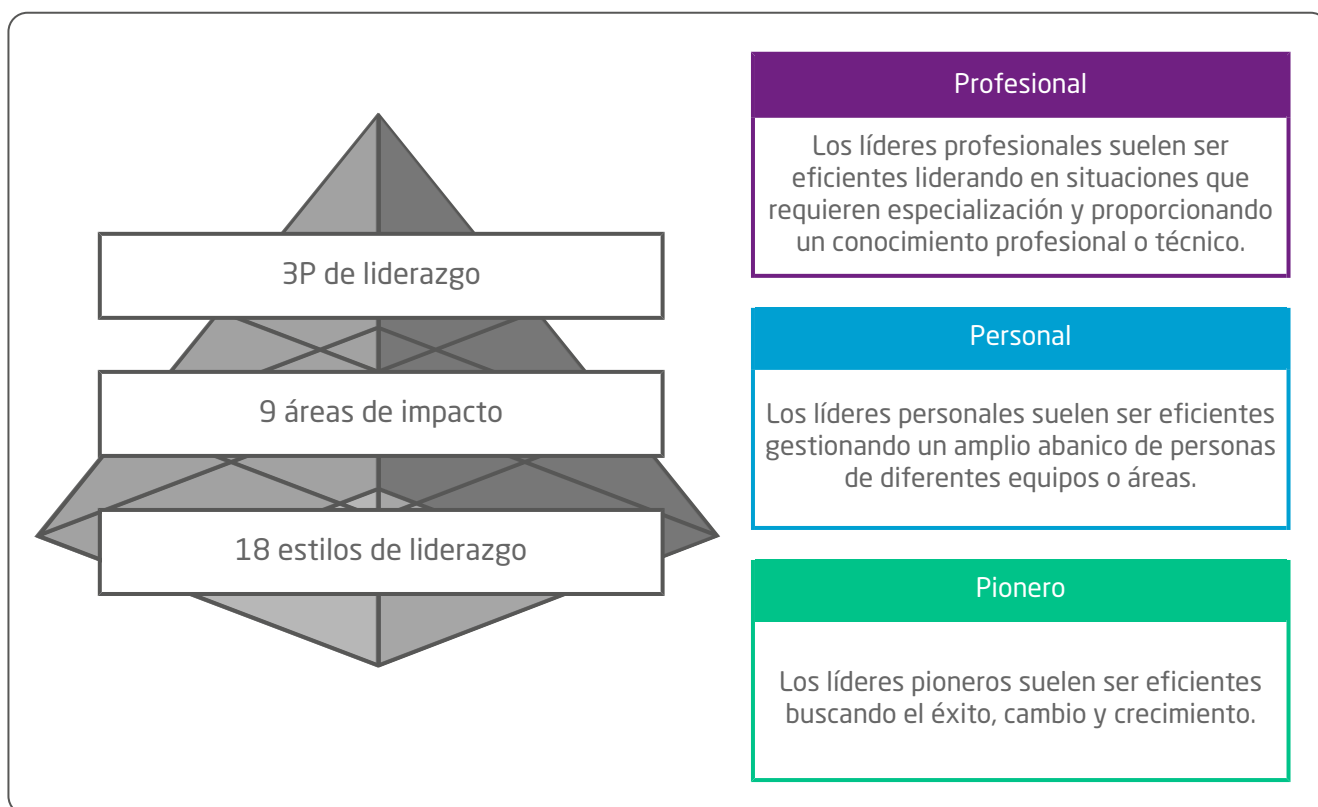 3P de liderazgo
9 áreas de impacto
18 estilos de liderazgo
Profesional
Los líderes profesionales suelen ser
eficientes liderando en situaciones que
requieren especialización y proporcionando
un conocimiento profesional o técnico.
Personal
Los líderes personales suelen ser eficientes
gestionando un amplio abanico de personas
de diferentes equipos o áreas.
Pionero
Los líderes pioneros suelen ser eficientes
buscando el éxito, cambio y crecimiento.